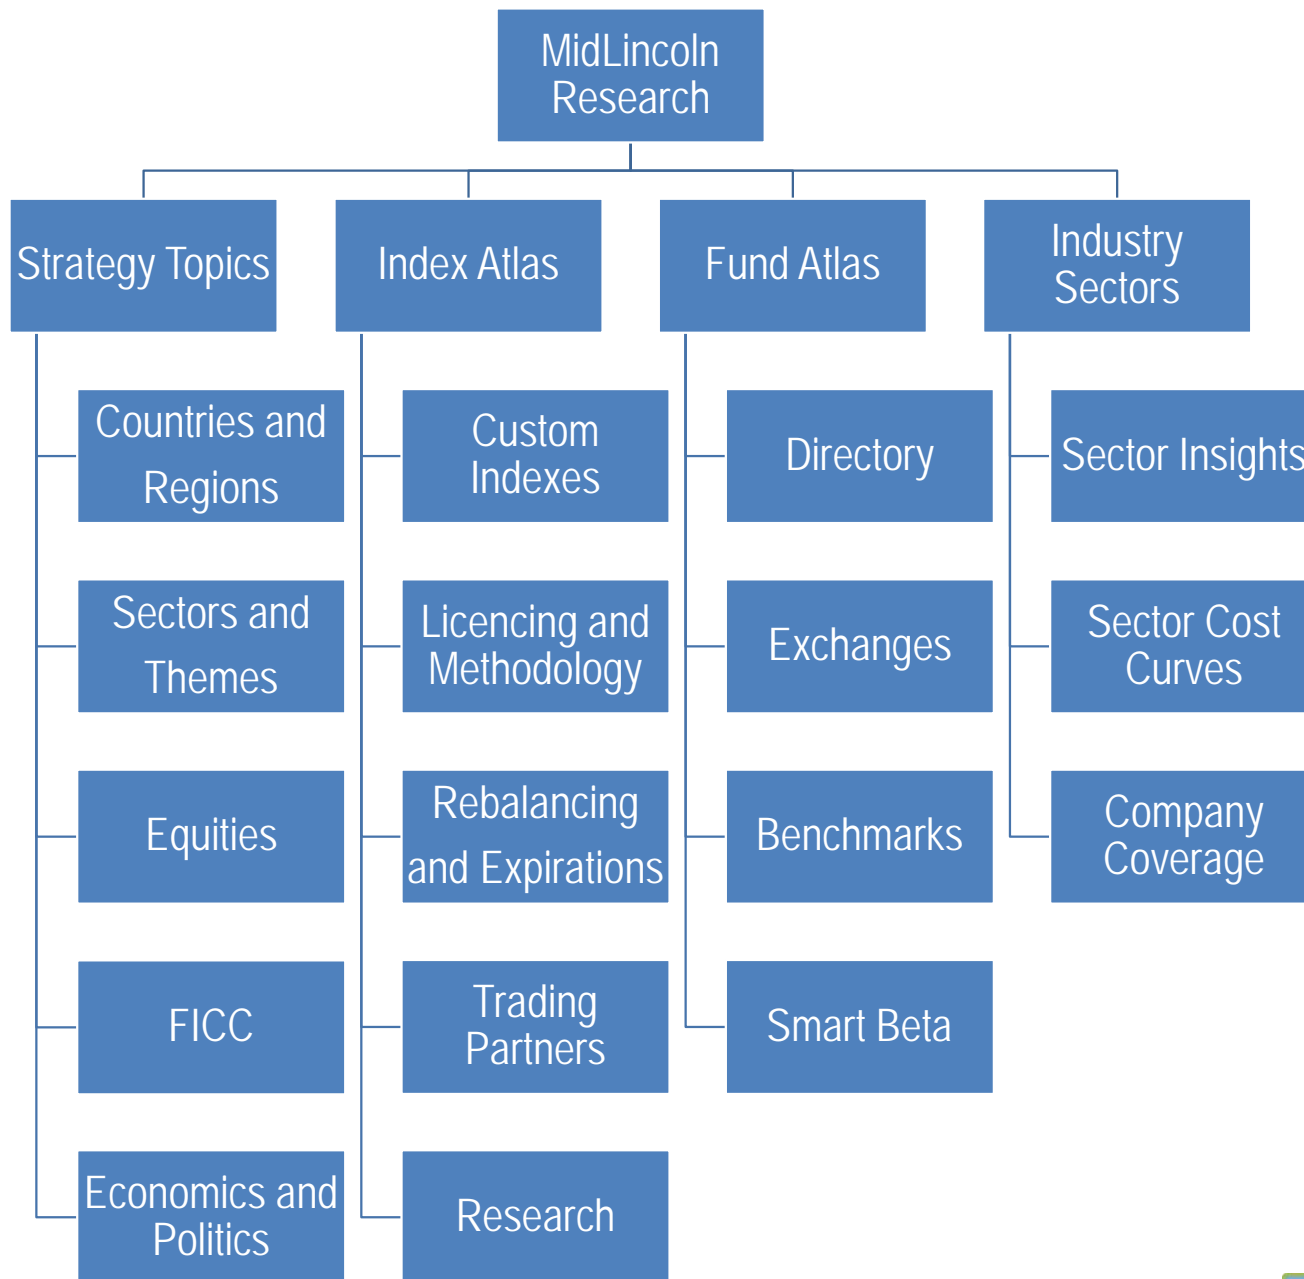 MidLincoln
Research
Strategy Topics
Index Atlas
Fund Atlas
Industry
Sectors
Countries and
Regions
Custom
Indexes
Directory
Sector Insights
Sectors and
Themes
Licencing and
Methodology
Exchanges
Sector Cost
Curves
Equities
Rebalancing
and Expirations
Benchmarks
Company
Coverage
FICC
Trading
Partners
Smart Beta
Economics and
Politics
Research